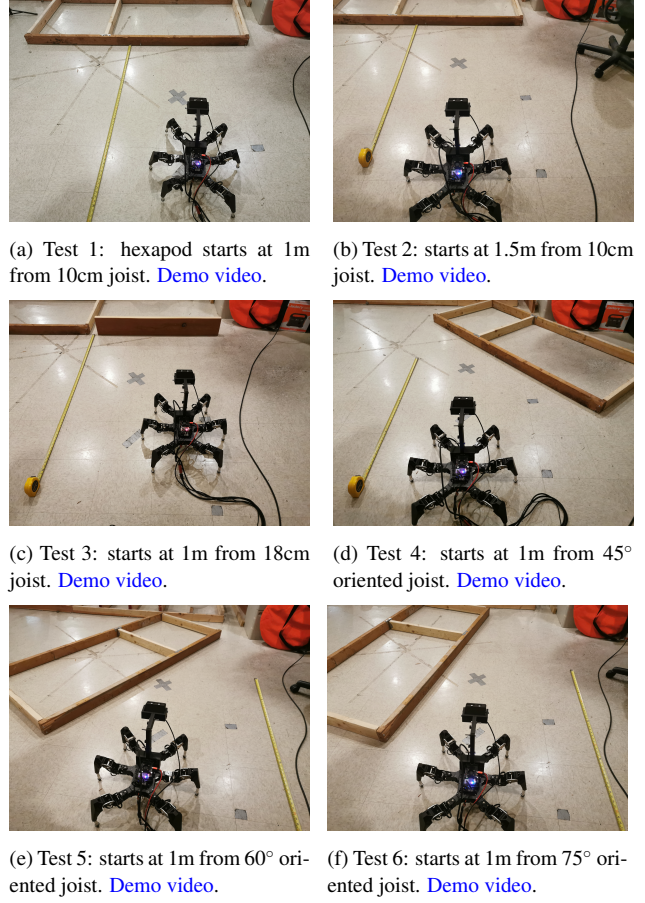 (a) Test 1: hexapod starts at 1m
from 10cm joist. Demo video.
(b) Test 2: starts at 1.5m from 10cm
joist. Demo video.
(c) Test 3: starts at 1m from 18cm
joist. Demo video.
(d) Test 4: starts at 1m from 45°
oriented joist. Demo video.
(e) Test 5: starts at 1m from 60° ori-
ented joist. Demo video.
(f) Test 6: starts at 1m from 75° ori-
ented joist. Demo video.